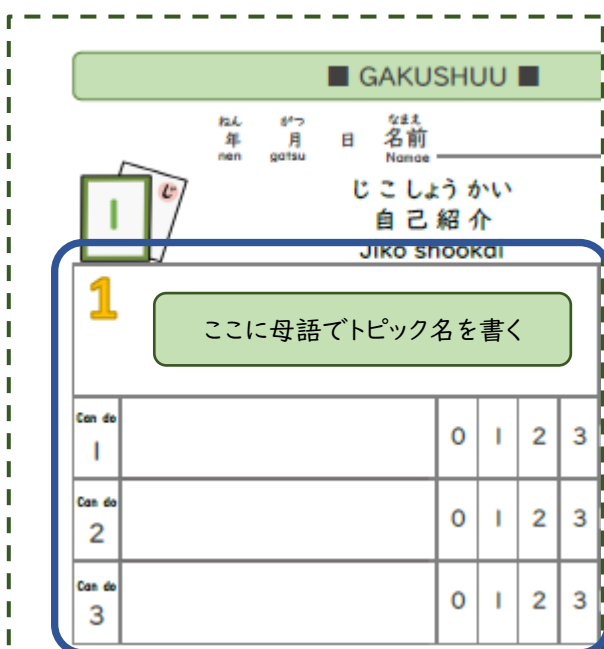 ■ GAKUSHUU ■
ねん がつ なまえ
年 月 日 名前
nen gatsu Namae
じ
1
じこしょうかい
自己紹介
Jiko shookai
1
ここに母語でトピック名を書く
Can do
1
0 1 2 3
Can do
2
0 1 2 3
Can do
3
0 1 2 3